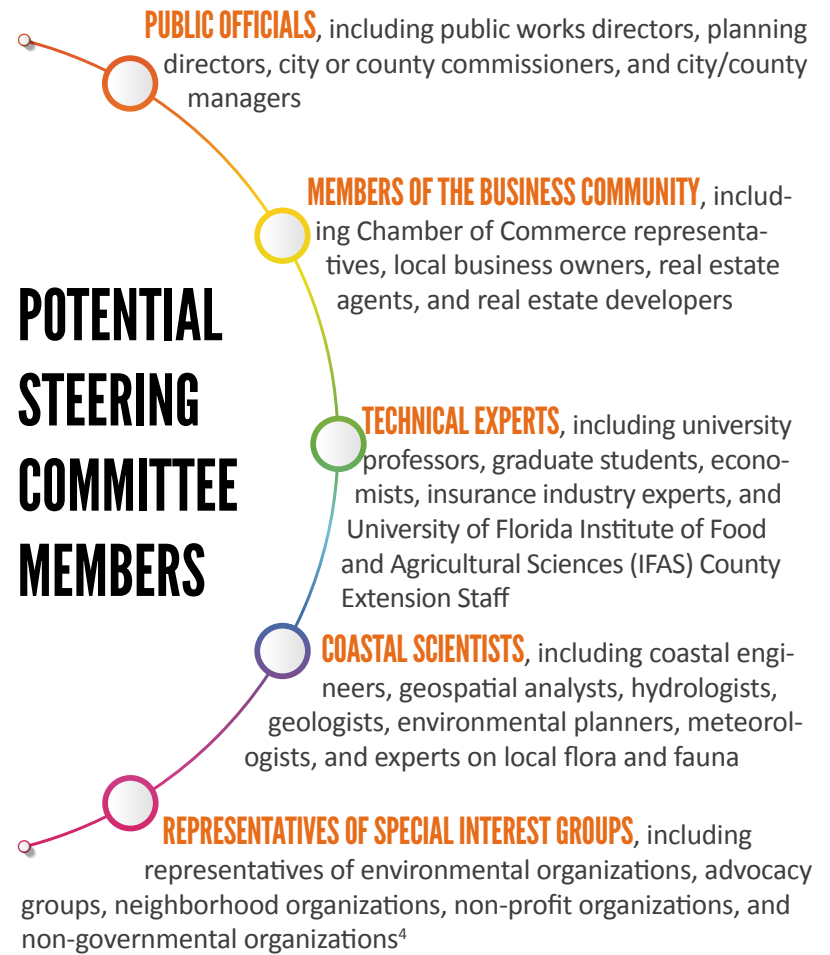 PUBLIC OFFICIALS, including public works directors, planning
directors, city or county commissioners, and city/county
managers
MEMBERS OF THE BUSINESS COMMUNITY, includ-
ing Chamber of Commerce representa-
tives, local business owners, real estate
agents, and real estate developers
POTENTIAL
STEERING
COMMITTEE
MEMBERS
TECHNICAL EXPERTS, including university
professors, graduate students, econo-
mists, insurance industry experts, and
University of Florida Institute of Food
and Agricultural Sciences (IFAS) County
Extension Staff
COASTAL SCIENTISTS, including coastal engi-
neers, geospatial analysts, hydrologists,
geologists, environmental planners, meteorol-
ogists, and experts on local flora and fauna
REPRESENTATIVES OF SPECIAL INTEREST GROUPS, including
representatives of environmental organizations, advocacy
groups, neighborhood organizations, non-profit organizations, and
non-governmental organizations⁴